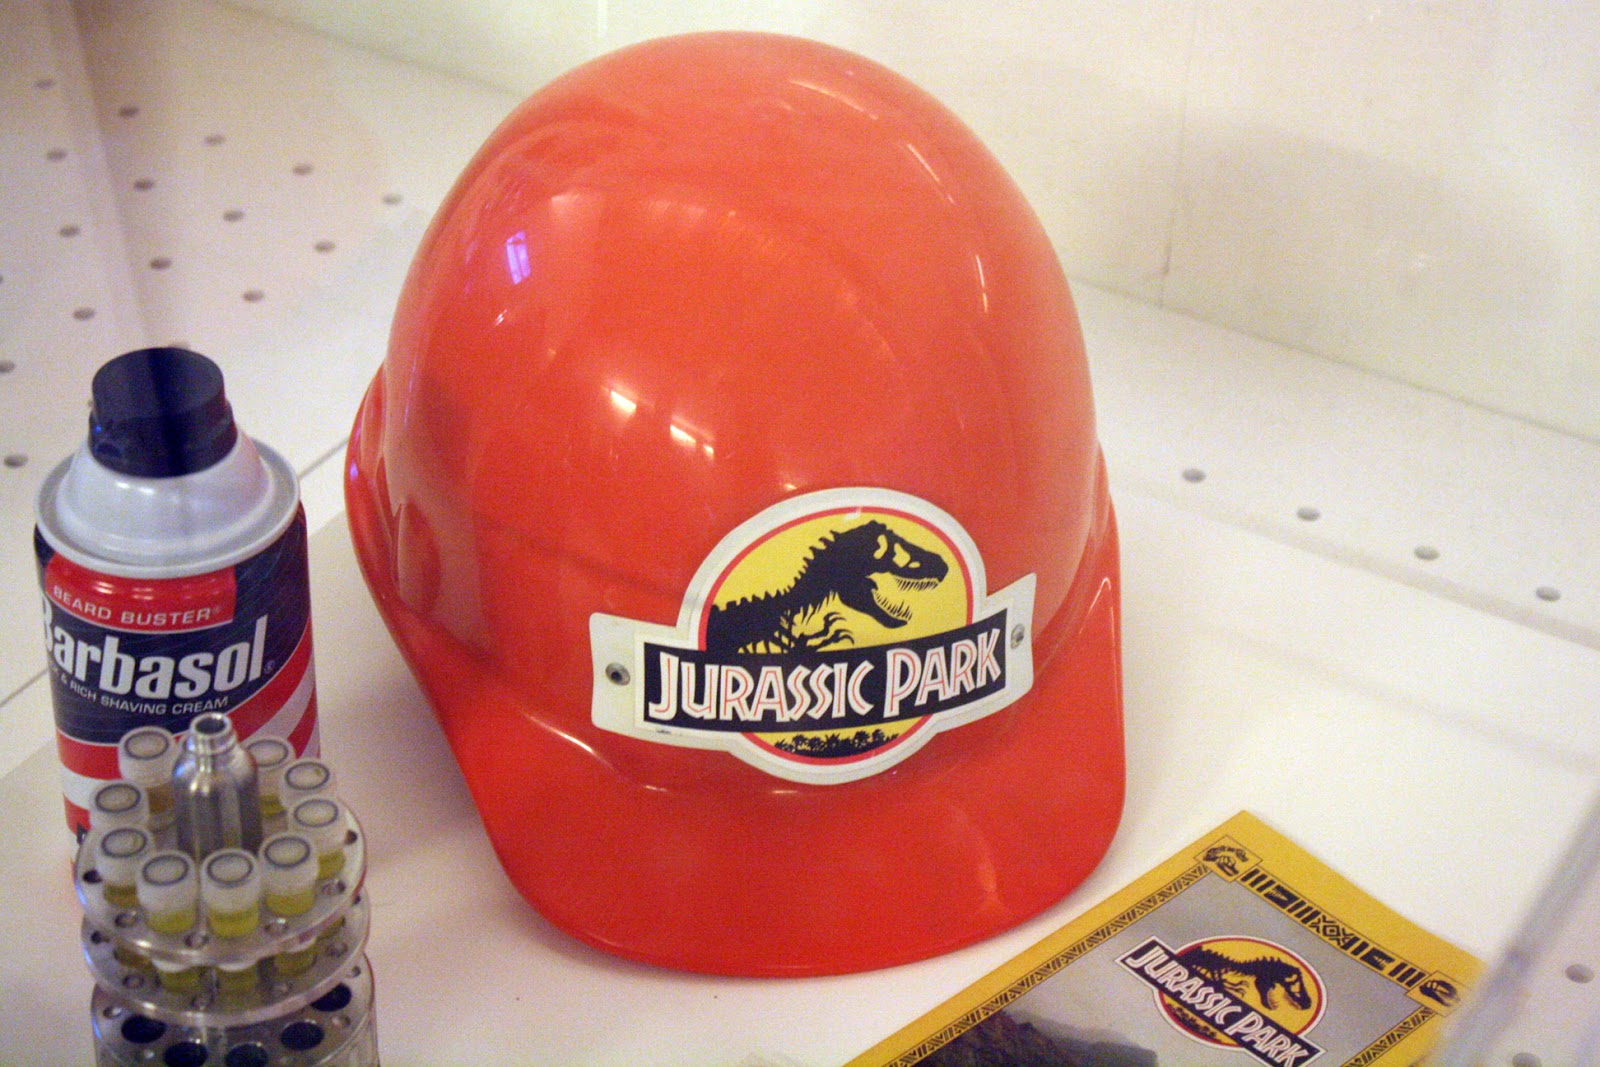 BEARD BUSTER®
Barbasol®
& RICH SHAVING CREAM
JURASSIC PARK
JURASSIC PARK